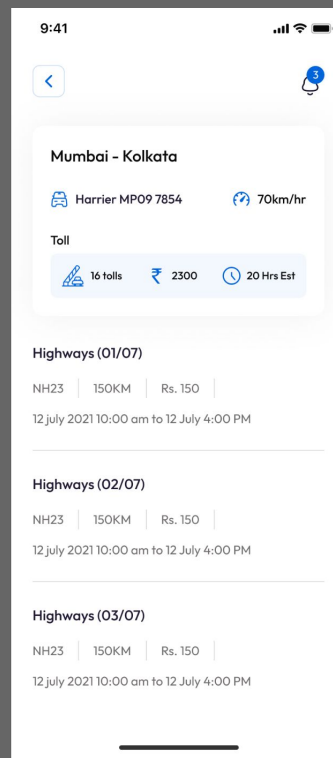 9:41
3
Mumbai - Kolkata
Harrier MP09 7854 70km/hr
Toll
16 tolls ₹ 2300 20 Hrs Est
Highways (01/07)
NH23 150KM Rs. 150
12 july 2021 10:00 am to 12 July 4:00 PM
Highways (02/07)
NH23 150KM Rs. 150
12 july 2021 10:00 am to 12 July 4:00 PM
Highways (03/07)
NH23 150KM Rs. 150
12 july 2021 10:00 am to 12 July 4:00 PM